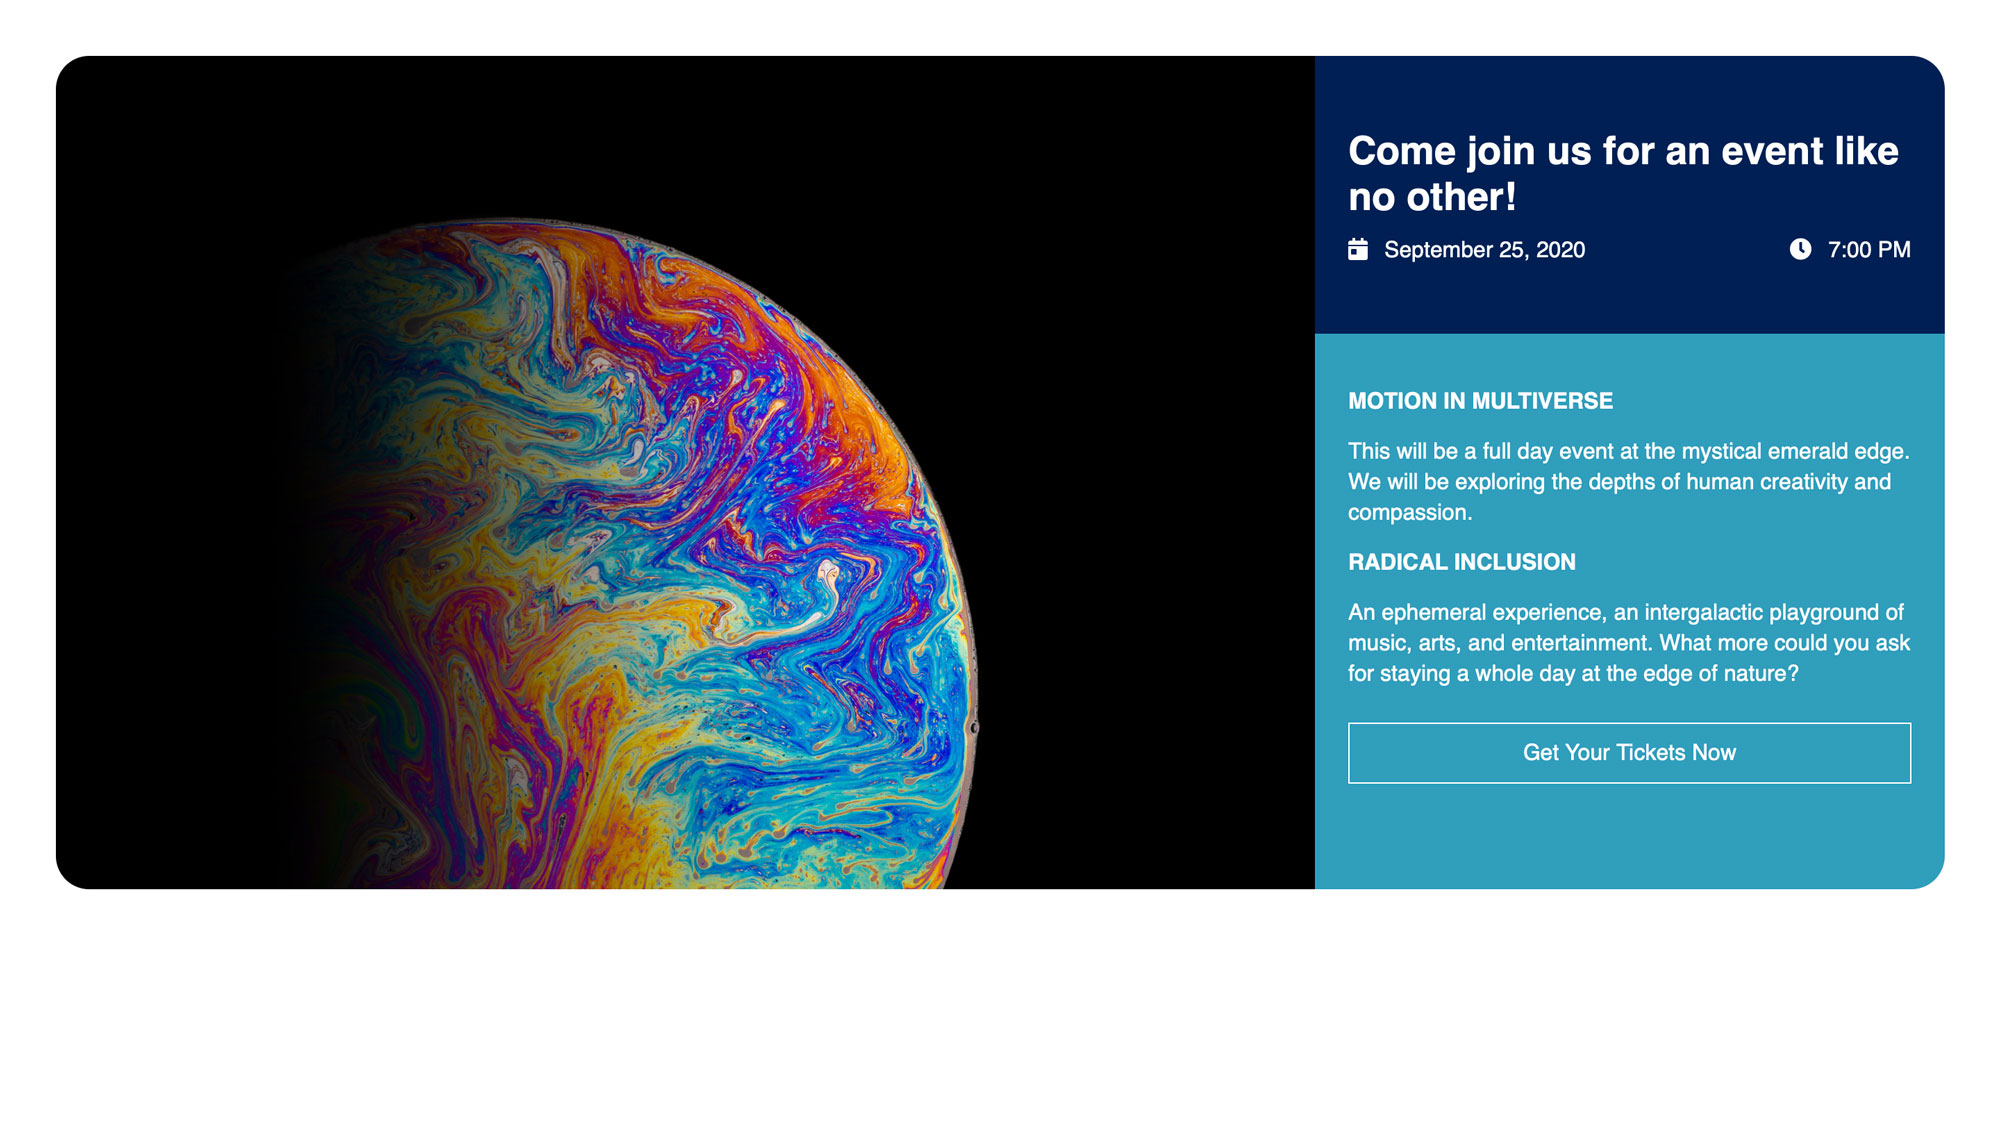 Come join us for an event like
no other!
September 25, 2020
7:00 PM
MOTION IN MULTIVERSE
This will be a full day event at the mystical emerald edge.
We will be exploring the depths of human creativity and
compassion.
RADICAL INCLUSION
An ephemeral experience, an intergalactic playground of
music, arts, and entertainment. What more could you ask
for staying a whole day at the edge of nature?
Get Your Tickets Now